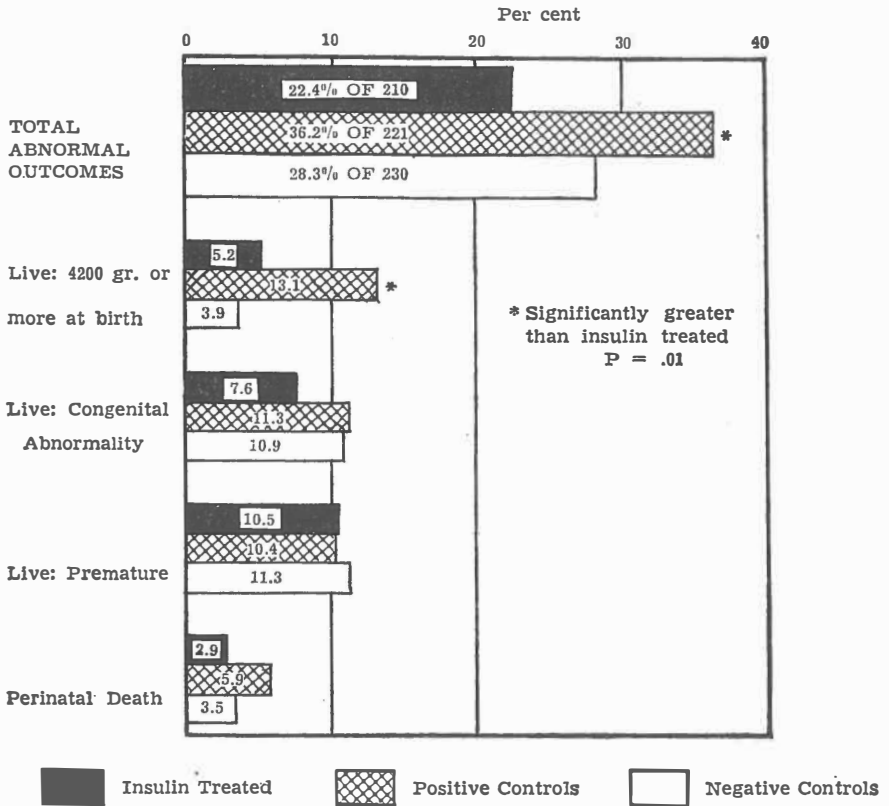 Per cent
0 10 20 30 40
TOTAL
ABNORMAL
OUTCOMES
22.4% OF 210
36.2% OF 221
*
28.3% OF 230
Live: 4200 gr. or
more at birth
5.2
13.1
*
3.9
* Significantly greater
than insulin treated
P = .01
Live: Congenital
Abnormality
7.6
11.3
10.9
Live: Premature
10.5
10.4
11.3
Perinatal Death
2.9
5.9
3.5
Insulin Treated Positive Controls Negative Controls